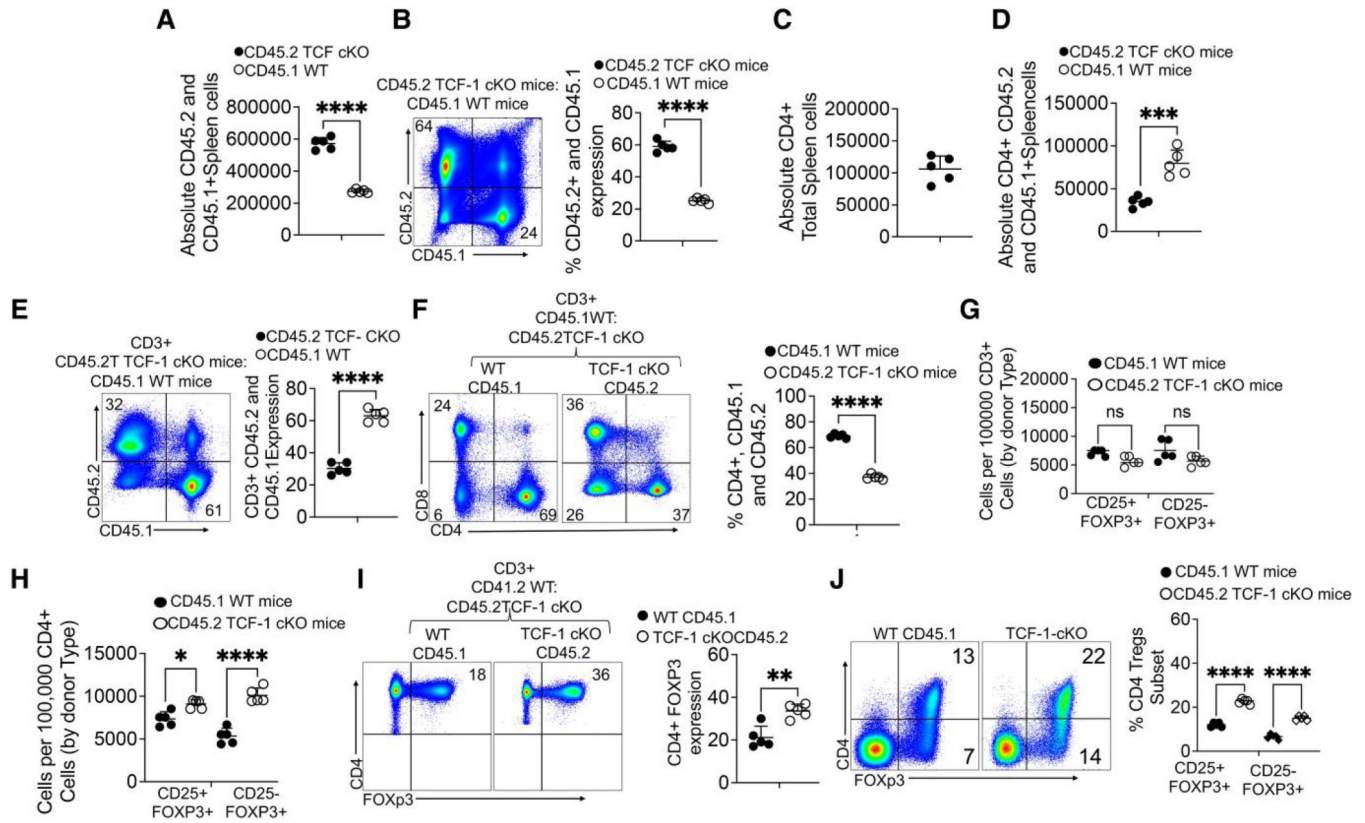 A
●CD45.2 TCF cKO
○CD45.1 WT
Absolute CD45.2 and
CD45.1+Spleen cells
800000
600000
400000
200000
0
****
B
CD45.2 TCF-1 cKO mice:
CD45.1 WT mice
64
24
CD45.2
CD45.1
●CD45.2 TCF cKO mice
○CD45.1 WT mice
% CD45.2+ and CD45.1
expression
80
60
40
20
0
****
C
Absolute CD4+
Total Spleen cells
200000
150000
100000
50000
0
D
●CD45.2 TCF cKO mice
○CD45.1 WT mice
Absolute CD4+ CD45.2
and CD45.1+Spleencells
150000
100000
50000
0
***
E
CD3+
CD45.2T TCF-1 cKO mice:
CD45.1 WT mice
32
61
CD45.2
CD45.1
●CD45.2 TCF- CKO
○CD45.1 WT
CD3+ CD45.2 and
CD45.1Expression
80
60
40
20
0
****
F
CD3+
CD45.1WT:
CD45.2TCF-1 cKO
WT
CD45.1
TCF-1 cKO
CD45.2
24
6
69
36
26
37
CD8
CD4
●CD45.1 WT mice
○CD45.2 TCF-1 cKO mice
% CD4+, CD45.1
and CD45.2
100
80
60
40
20
0
****
G
●CD45.1 WT mice
○CD45.2 TCF-1 cKO mice
Cells per 100000 CD3+
Cells (by donor Type)
20000
15000
10000
5000
0
ns
ns
CD25+
FOXP3+
CD25-
FOXP3+
H
● CD45.1 WT mice
○CD45.2 TCF-1 cKO mice
Cells per 100,000 CD4+
Cells (by donor Type)
15000
10000
5000
0
*
****
CD25+
FOXP3+
CD25-
FOXP3+
I
CD3+
CD41.2 WT:
CD45.2TCF-1 cKO
WT
CD45.1
TCF-1 cKO
CD45.2
18
36
CD4
FOXp3
● WT CD45.1
○ TCF-1 cKOCD45.2
CD4+ FOXP3
expression
60
40
20
0
**
J
WT CD45.1
TCF-1-cKO
13
7
22
14
CD4
FOXp3
● CD45.1 WT mice
○CD45.2 TCF-1 cKO mice
% CD4 Tregs
Subset
60
40
20
0
****
****
CD25+
FOXP3+
CD25-
FOXP3+